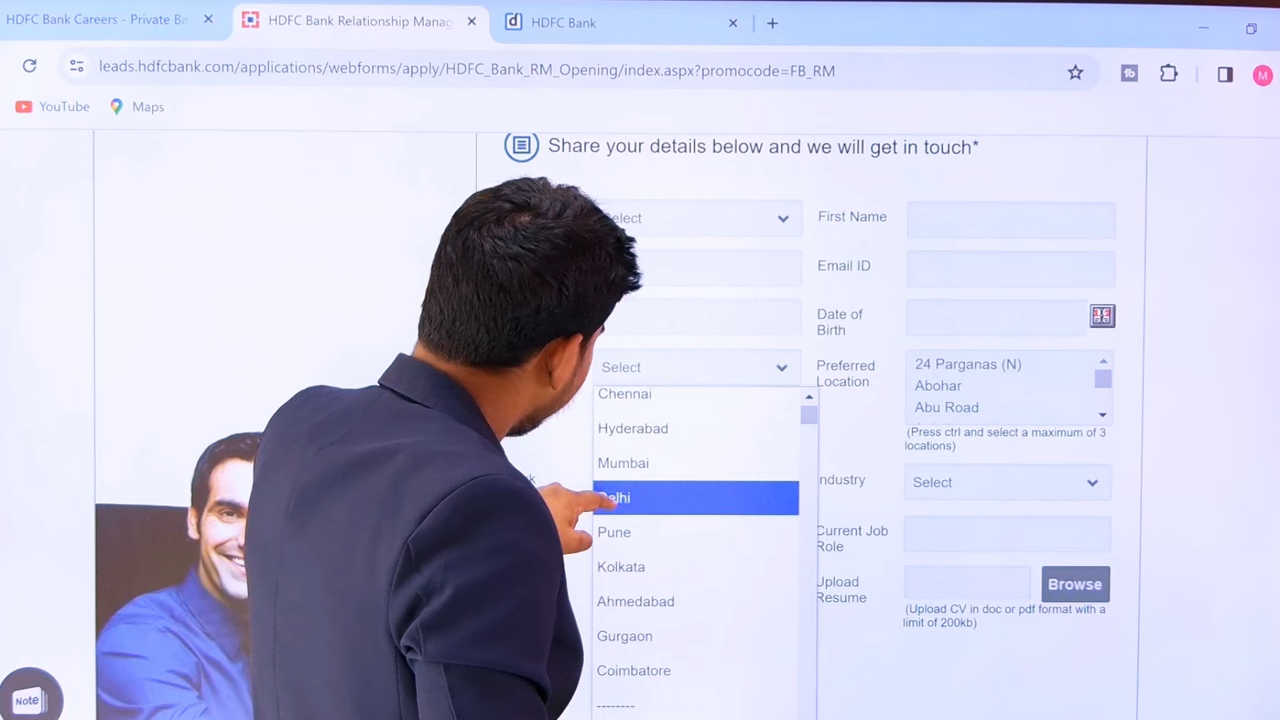 HDFC Bank Careers - Private Ba
HDFC Bank Relationship Manag
HDFC Bank
leads.hdfcbank.com/applications/webforms/apply/HDFC_Bank_RM_Opening/index.aspx?promocode=FB_RM
M
YouTube
Maps
Share your details below and we will get in touch*
Select
First Name
Email ID
Date of
Birth
Select
Preferred
Location
24 Parganas (N)
Abohar
Abu Road
(Press ctrl and select a maximum of 3
locations)
Chennai
Hyderabad
Mumbai
Delhi
Pune
Kolkata
Ahmedabad
Gurgaon
Coimbatore
--------
Industry
Select
Current Job
Role
Upload
Resume
Browse
(Upload CV in doc or pdf format with a
limit of 200kb)
Note